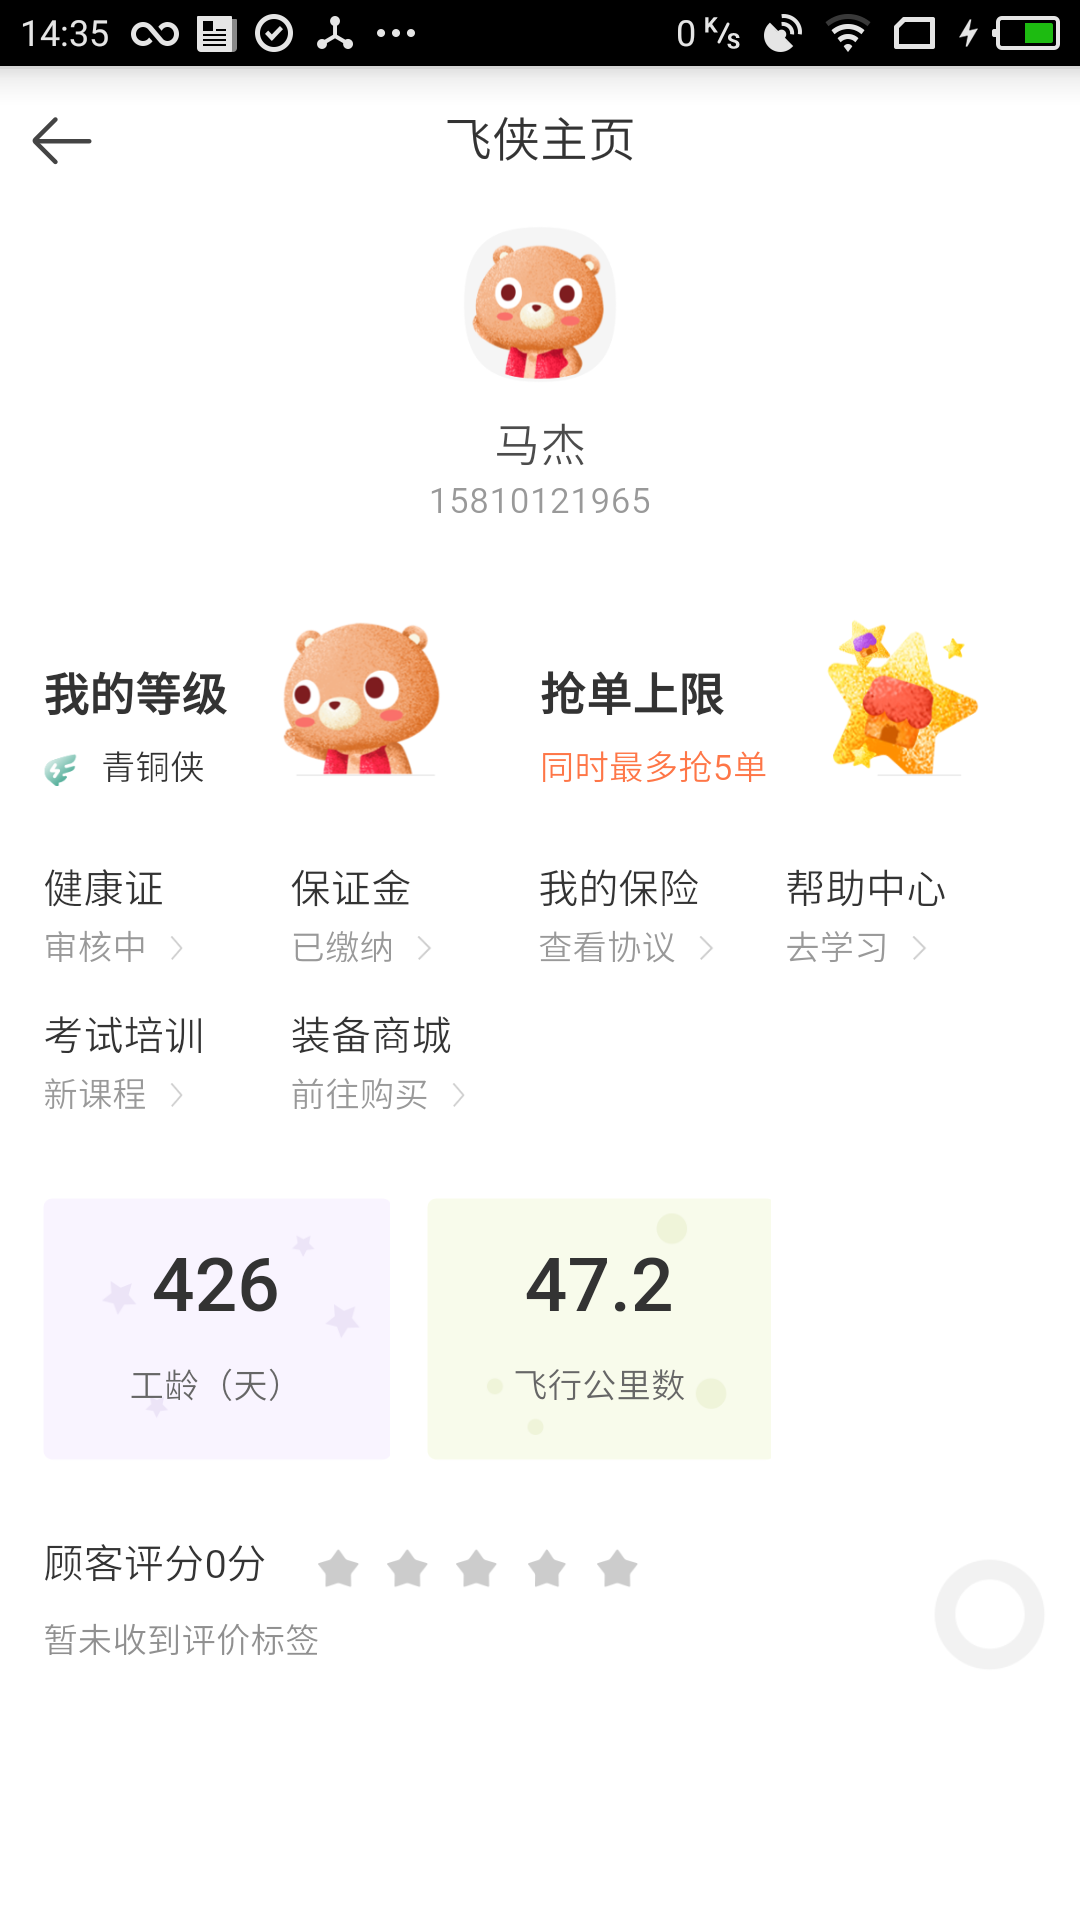 14:35
0 K/s
飞侠主页
马杰
15810121965
我的等级
抢单上限
青铜侠
同时最多抢5单
健康证
保证金
我的保险
帮助中心
审核中
已缴纳
查看协议
去学习
考试培训
装备商城
新课程
前往购买
426
47.2
工龄（天）
飞行公里数
顾客评分0分
暂未收到评价标签